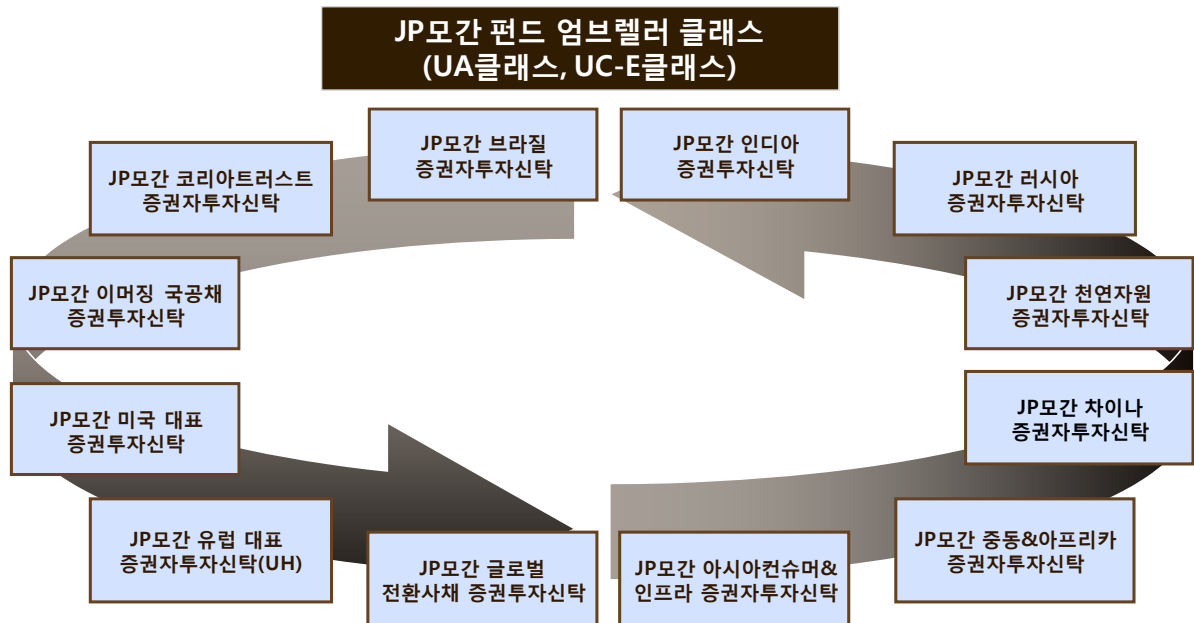 JP모간 펀드 엄브렐러 클래스
(UA클래스, UC-E클래스)
JP모간 브라질
증권자투자신탁
JP모간 인디아
증권자투자신탁
JP모간 코리아트러스트
증권자투자신탁
JP모간 러시아
증권자투자신탁
JP모간 이머징 국공채
증권투자신탁
JP모간 천연자원
증권자투자신탁
JP모간 미국 대표
증권투자신탁
JP모간 차이나
증권자투자신탁
JP모간 유럽 대표
증권자투자신탁(UH)
JP모간 글로벌
전환사채 증권투자신탁
JP모간 아시아컨슈머&
인프라 증권자투자신탁
JP모간 중동&아프리카
증권자투자신탁